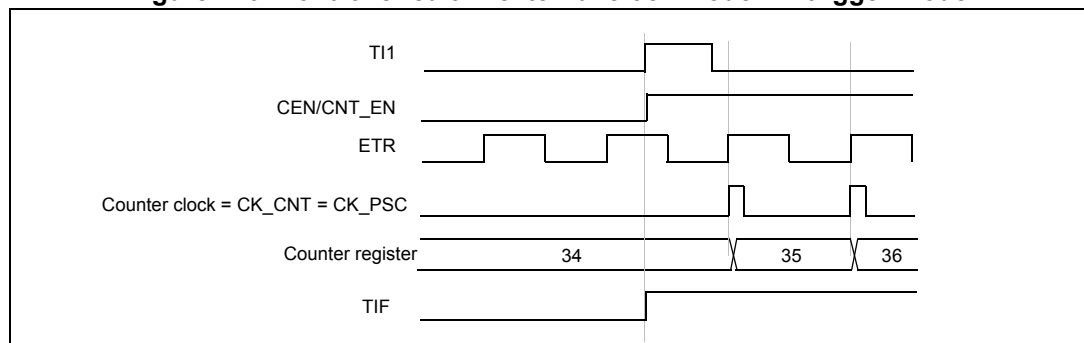 TI1
CEN/CNT_EN
ETR
Counter clock = CK_CNT = CK_PSC
Counter register
34
35
36
TIF